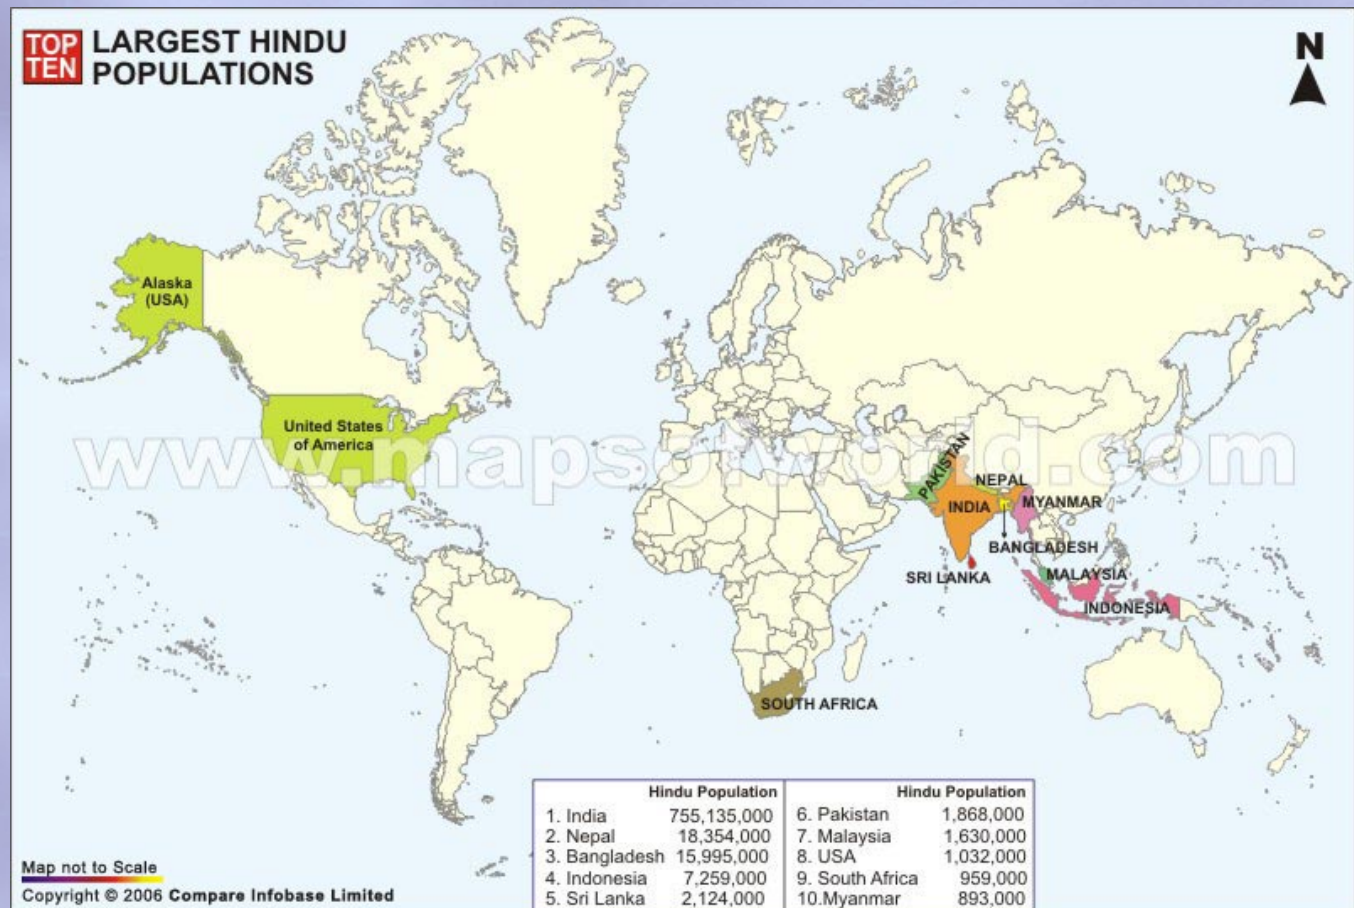 TOP
TEN
LARGEST HINDU
POPULATIONS
N
Alaska
(USA)
United States
of America
www.mapsofworld.com
PAKISTAN
NEPAL
INDIA
MYANMAR
BANGLADESH
SRI LANKA
MALAYSIA
INDONESIA
SOUTH AFRICA
Hindu Population
1. India 755,135,000
2. Nepal 18,354,000
3. Bangladesh 15,995,000
4. Indonesia 7,259,000
5. Sri Lanka 2,124,000
Hindu Population
6. Pakistan 1,868,000
7. Malaysia 1,630,000
8. USA 1,032,000
9. South Africa 959,000
10.Myanmar 893,000
Map not to Scale
Copyright © 2006 Compare Infobase Limited